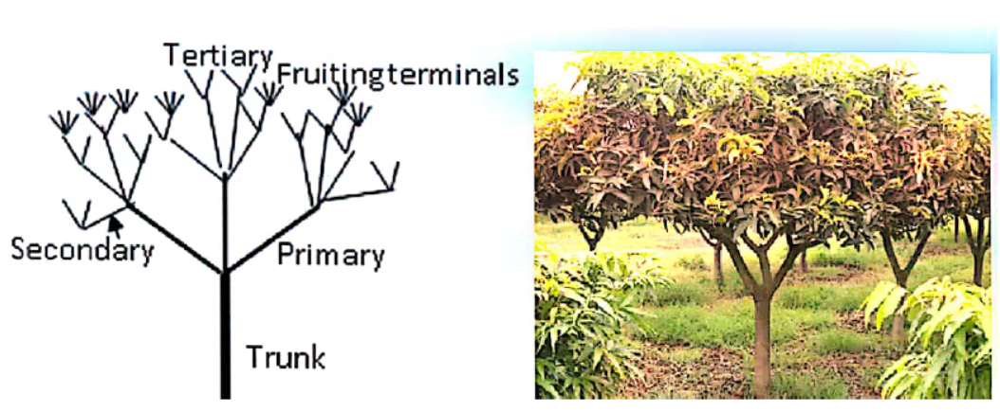 Tertiary
Fruitingterminals
Secondary
Primary
Trunk